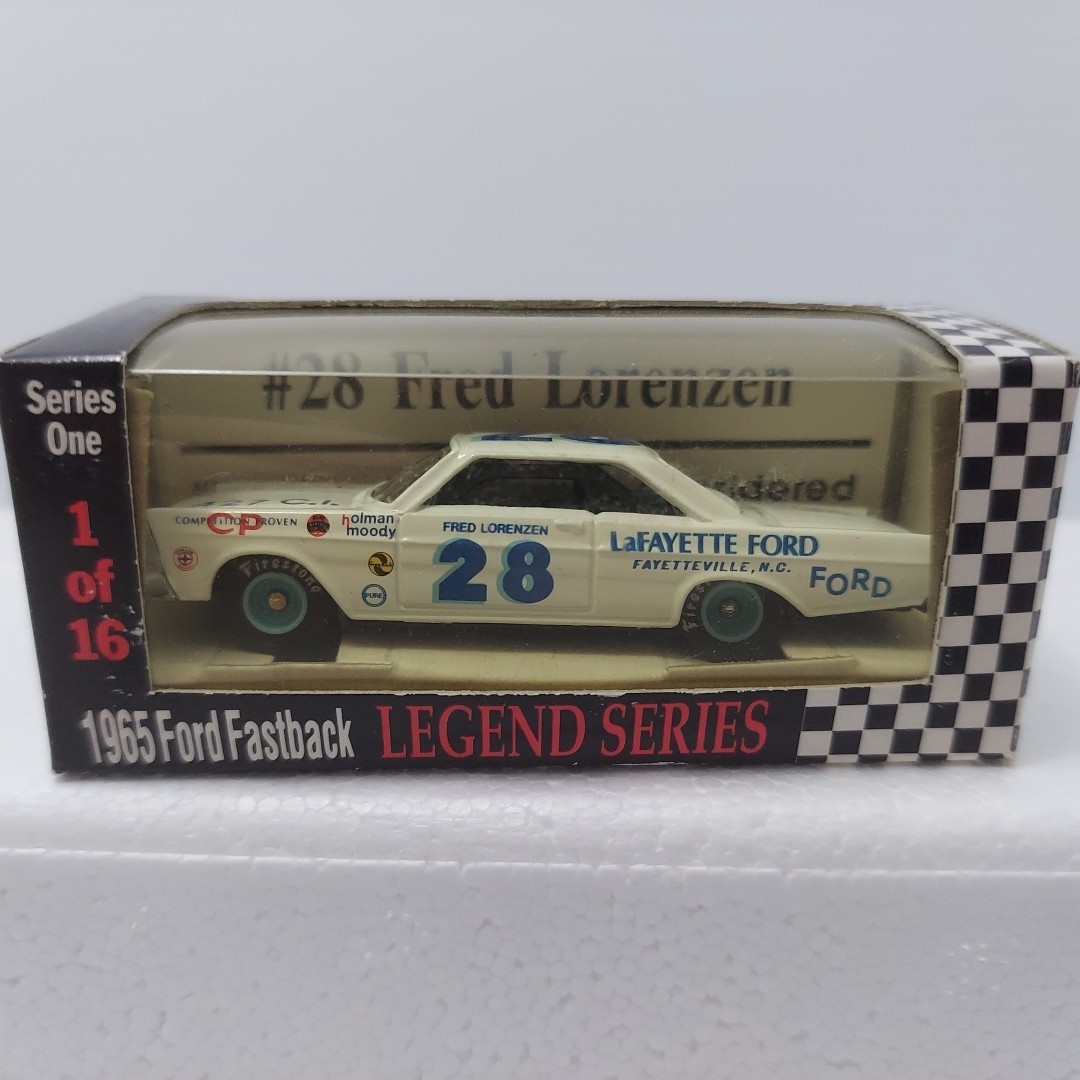 #28 Fred Lorenzen
Series
One
1
of
16
COMPETITION PROVEN
CP
holman
moody
FRED LORENZEN
28
LaFAYETTE FORD
FAYETTEVILLE, N.C.
FORD
Firestone
PURE
1965 Ford Fastback
LEGEND SERIES